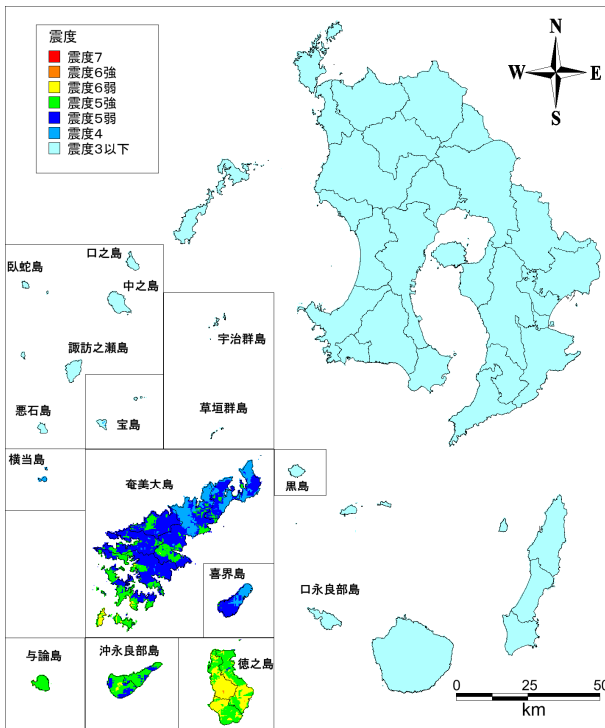 震度
震度7
震度6強
震度6弱
震度5強
震度5弱
震度4
震度3以下
N
W E
S
口之島
臥蛇島
中之島
宇治群島
諏訪之瀬島
草垣群島
悪石島
宝島
横当島
奄美大島
黒島
喜界島
口永良部島
与論島
沖永良部島
徳之島
0 25 50
km